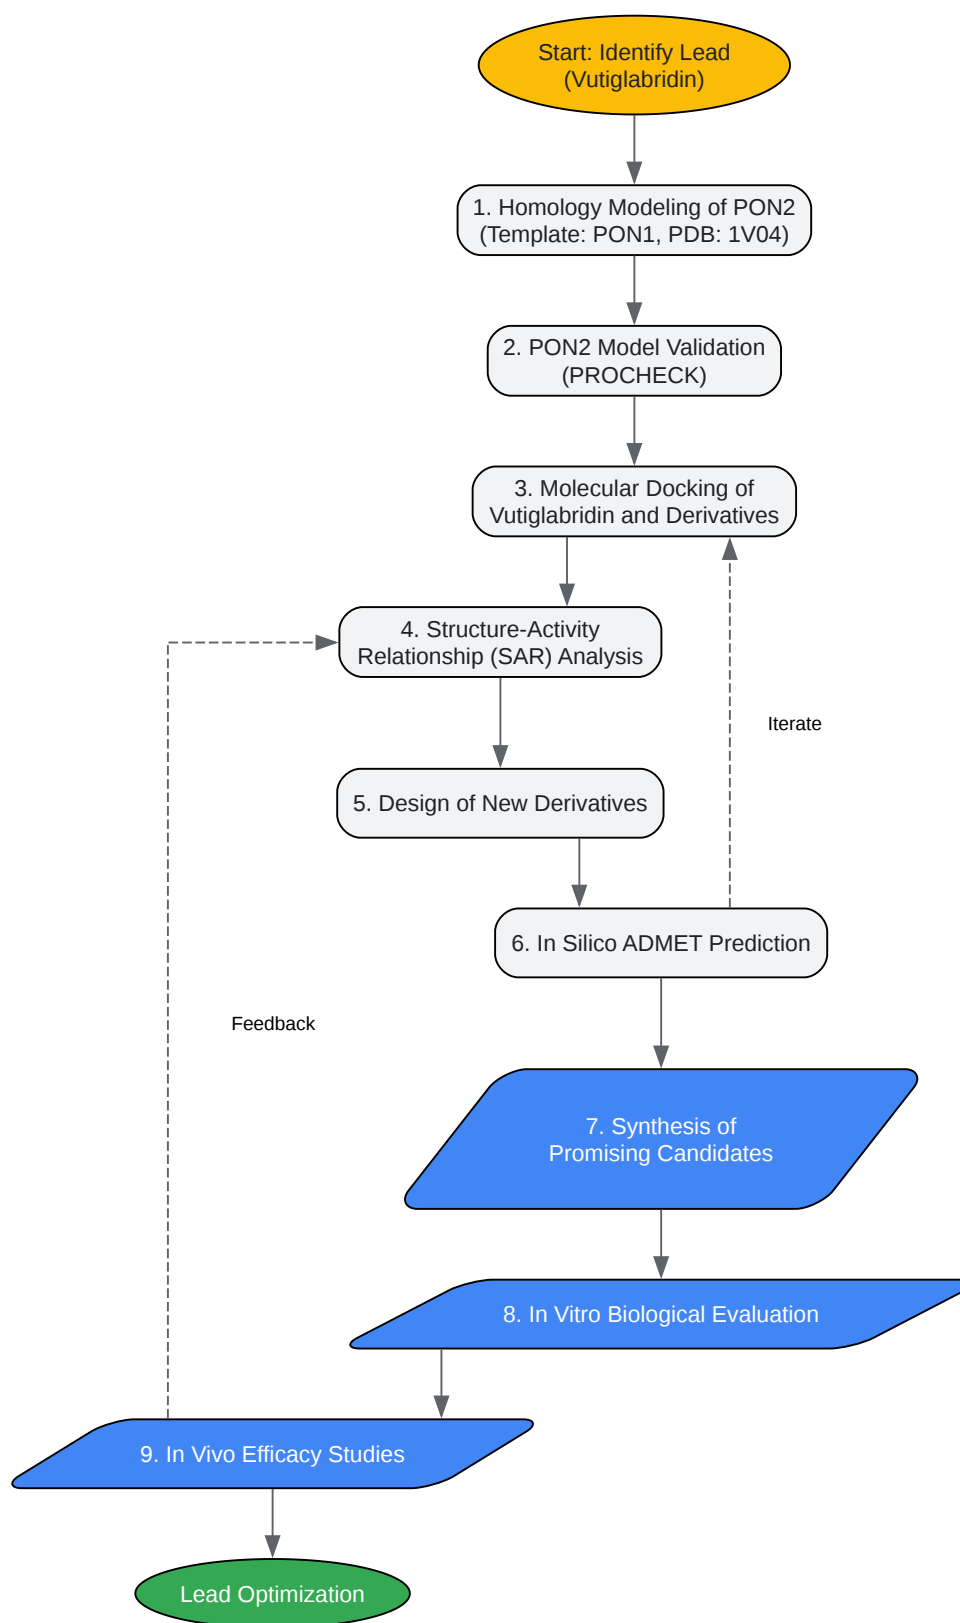 Start: Identify Lead
(Vutiglabridin)
1. Homology Modeling of PON2
(Template: PON1, PDB: 1V04)
2. PON2 Model Validation
(PROCHECK)
3. Molecular Docking of
Vutiglabridin and Derivatives
4. Structure-Activity
Relationship (SAR) Analysis
Iterate
5. Design of New Derivatives
6. In Silico ADMET Prediction
Feedback
7. Synthesis of
Promising Candidates
8. In Vitro Biological Evaluation
9. In Vivo Efficacy Studies
Lead Optimization